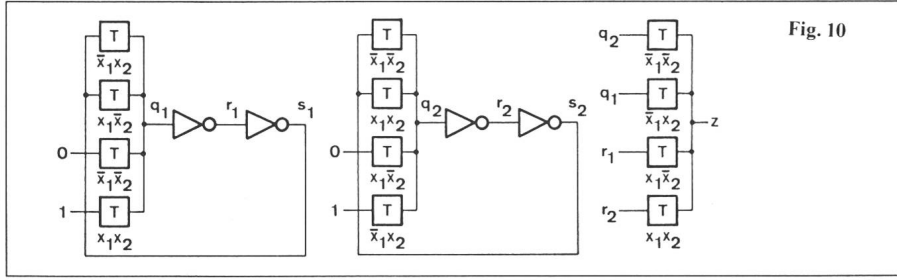 Fig. 10
T
x̄₁x₂
T
x₁x̄₂
0
T
x̄₁x̄₂
1
T
x₁x₂
q₁
r₁
s₁
T
x̄₁x̄₂
T
x₁x₂
0
T
x₁x̄₂
1
T
x̄₁x₂
q₂
r₂
s₂
q₂
T
x̄₁x̄₂
q₁
T
x̄₁x₂
z
r₁
T
x₁x̄₂
r₂
T
x₁x₂